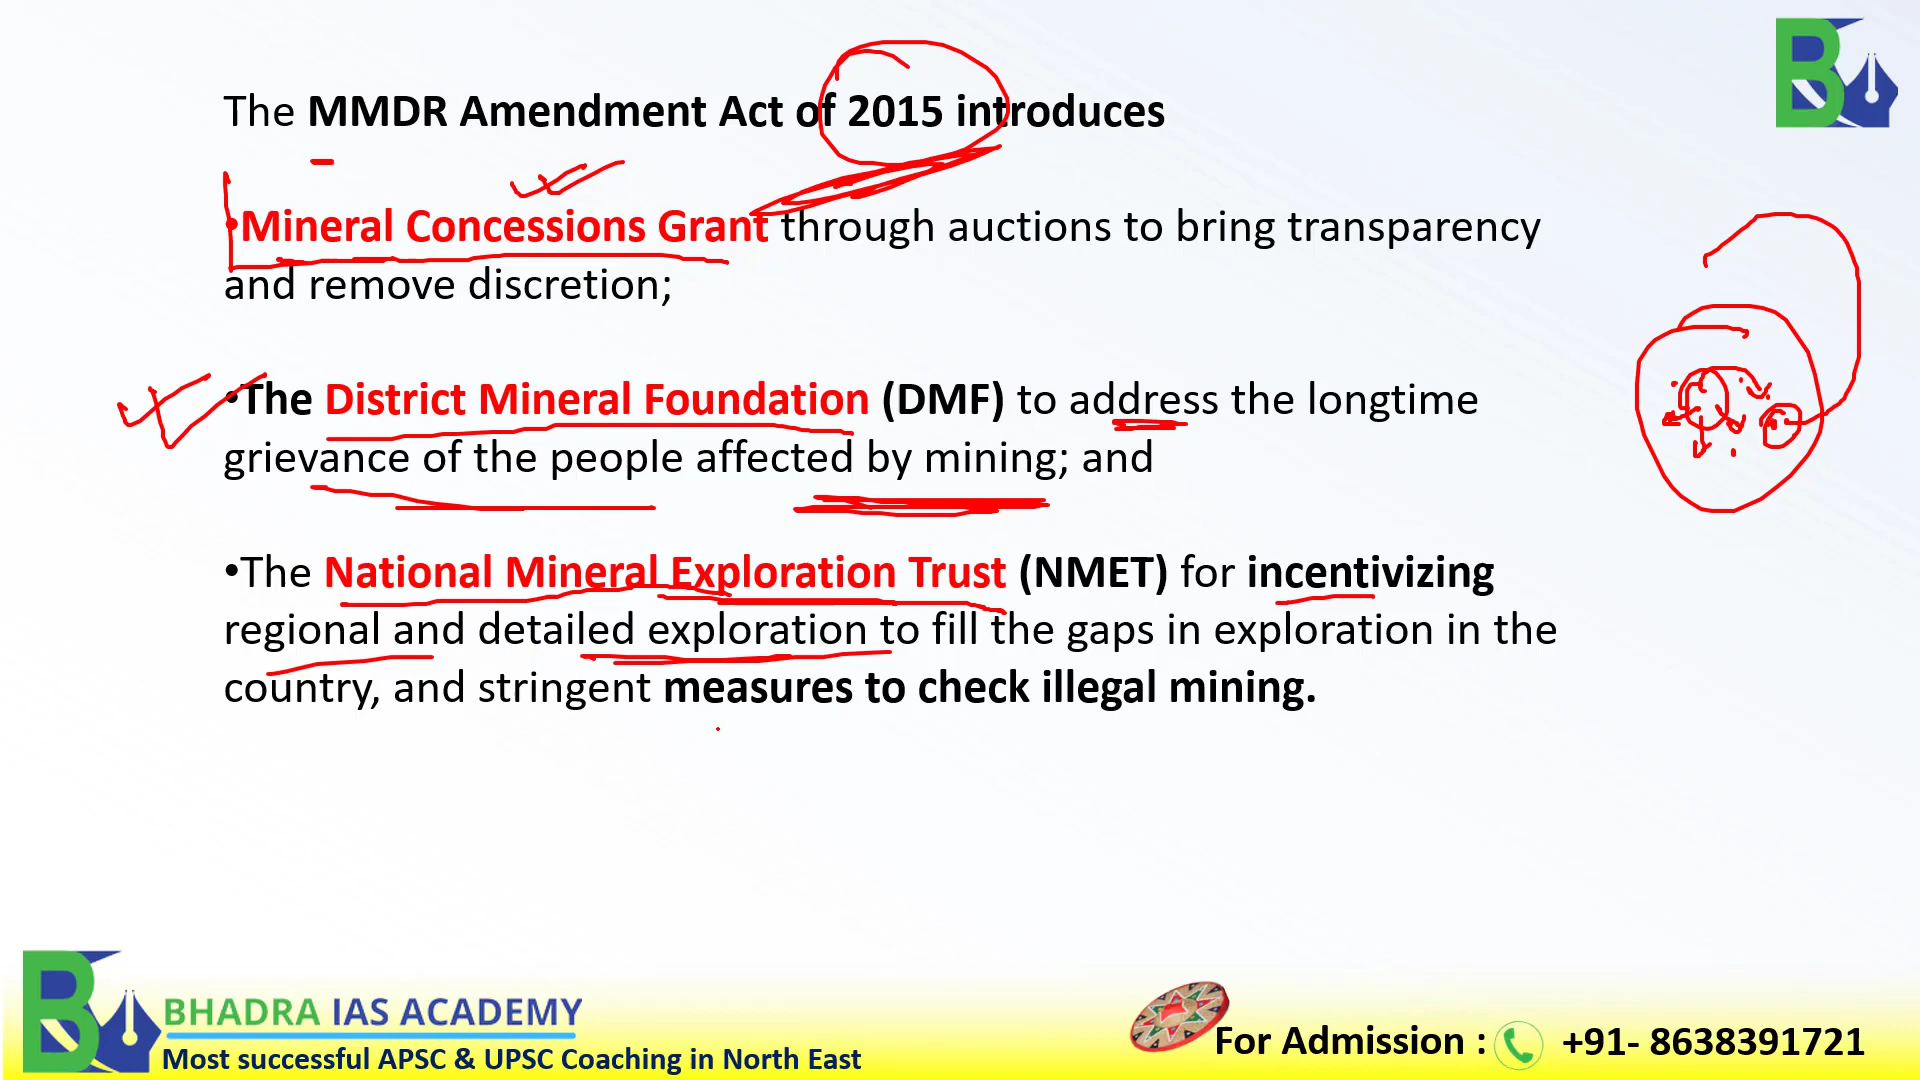 The MMDR Amendment Act of 2015 introduces
•Mineral Concessions Grant through auctions to bring transparency
and remove discretion;
•The District Mineral Foundation (DMF) to address the longtime
grievance of the people affected by mining; and
•The National Mineral Exploration Trust (NMET) for incentivizing
regional and detailed exploration to fill the gaps in exploration in the
country, and stringent measures to check illegal mining.
BHADRA IAS ACADEMY
Most successful APSC & UPSC Coaching in North East
For Admission : +91- 8638391721